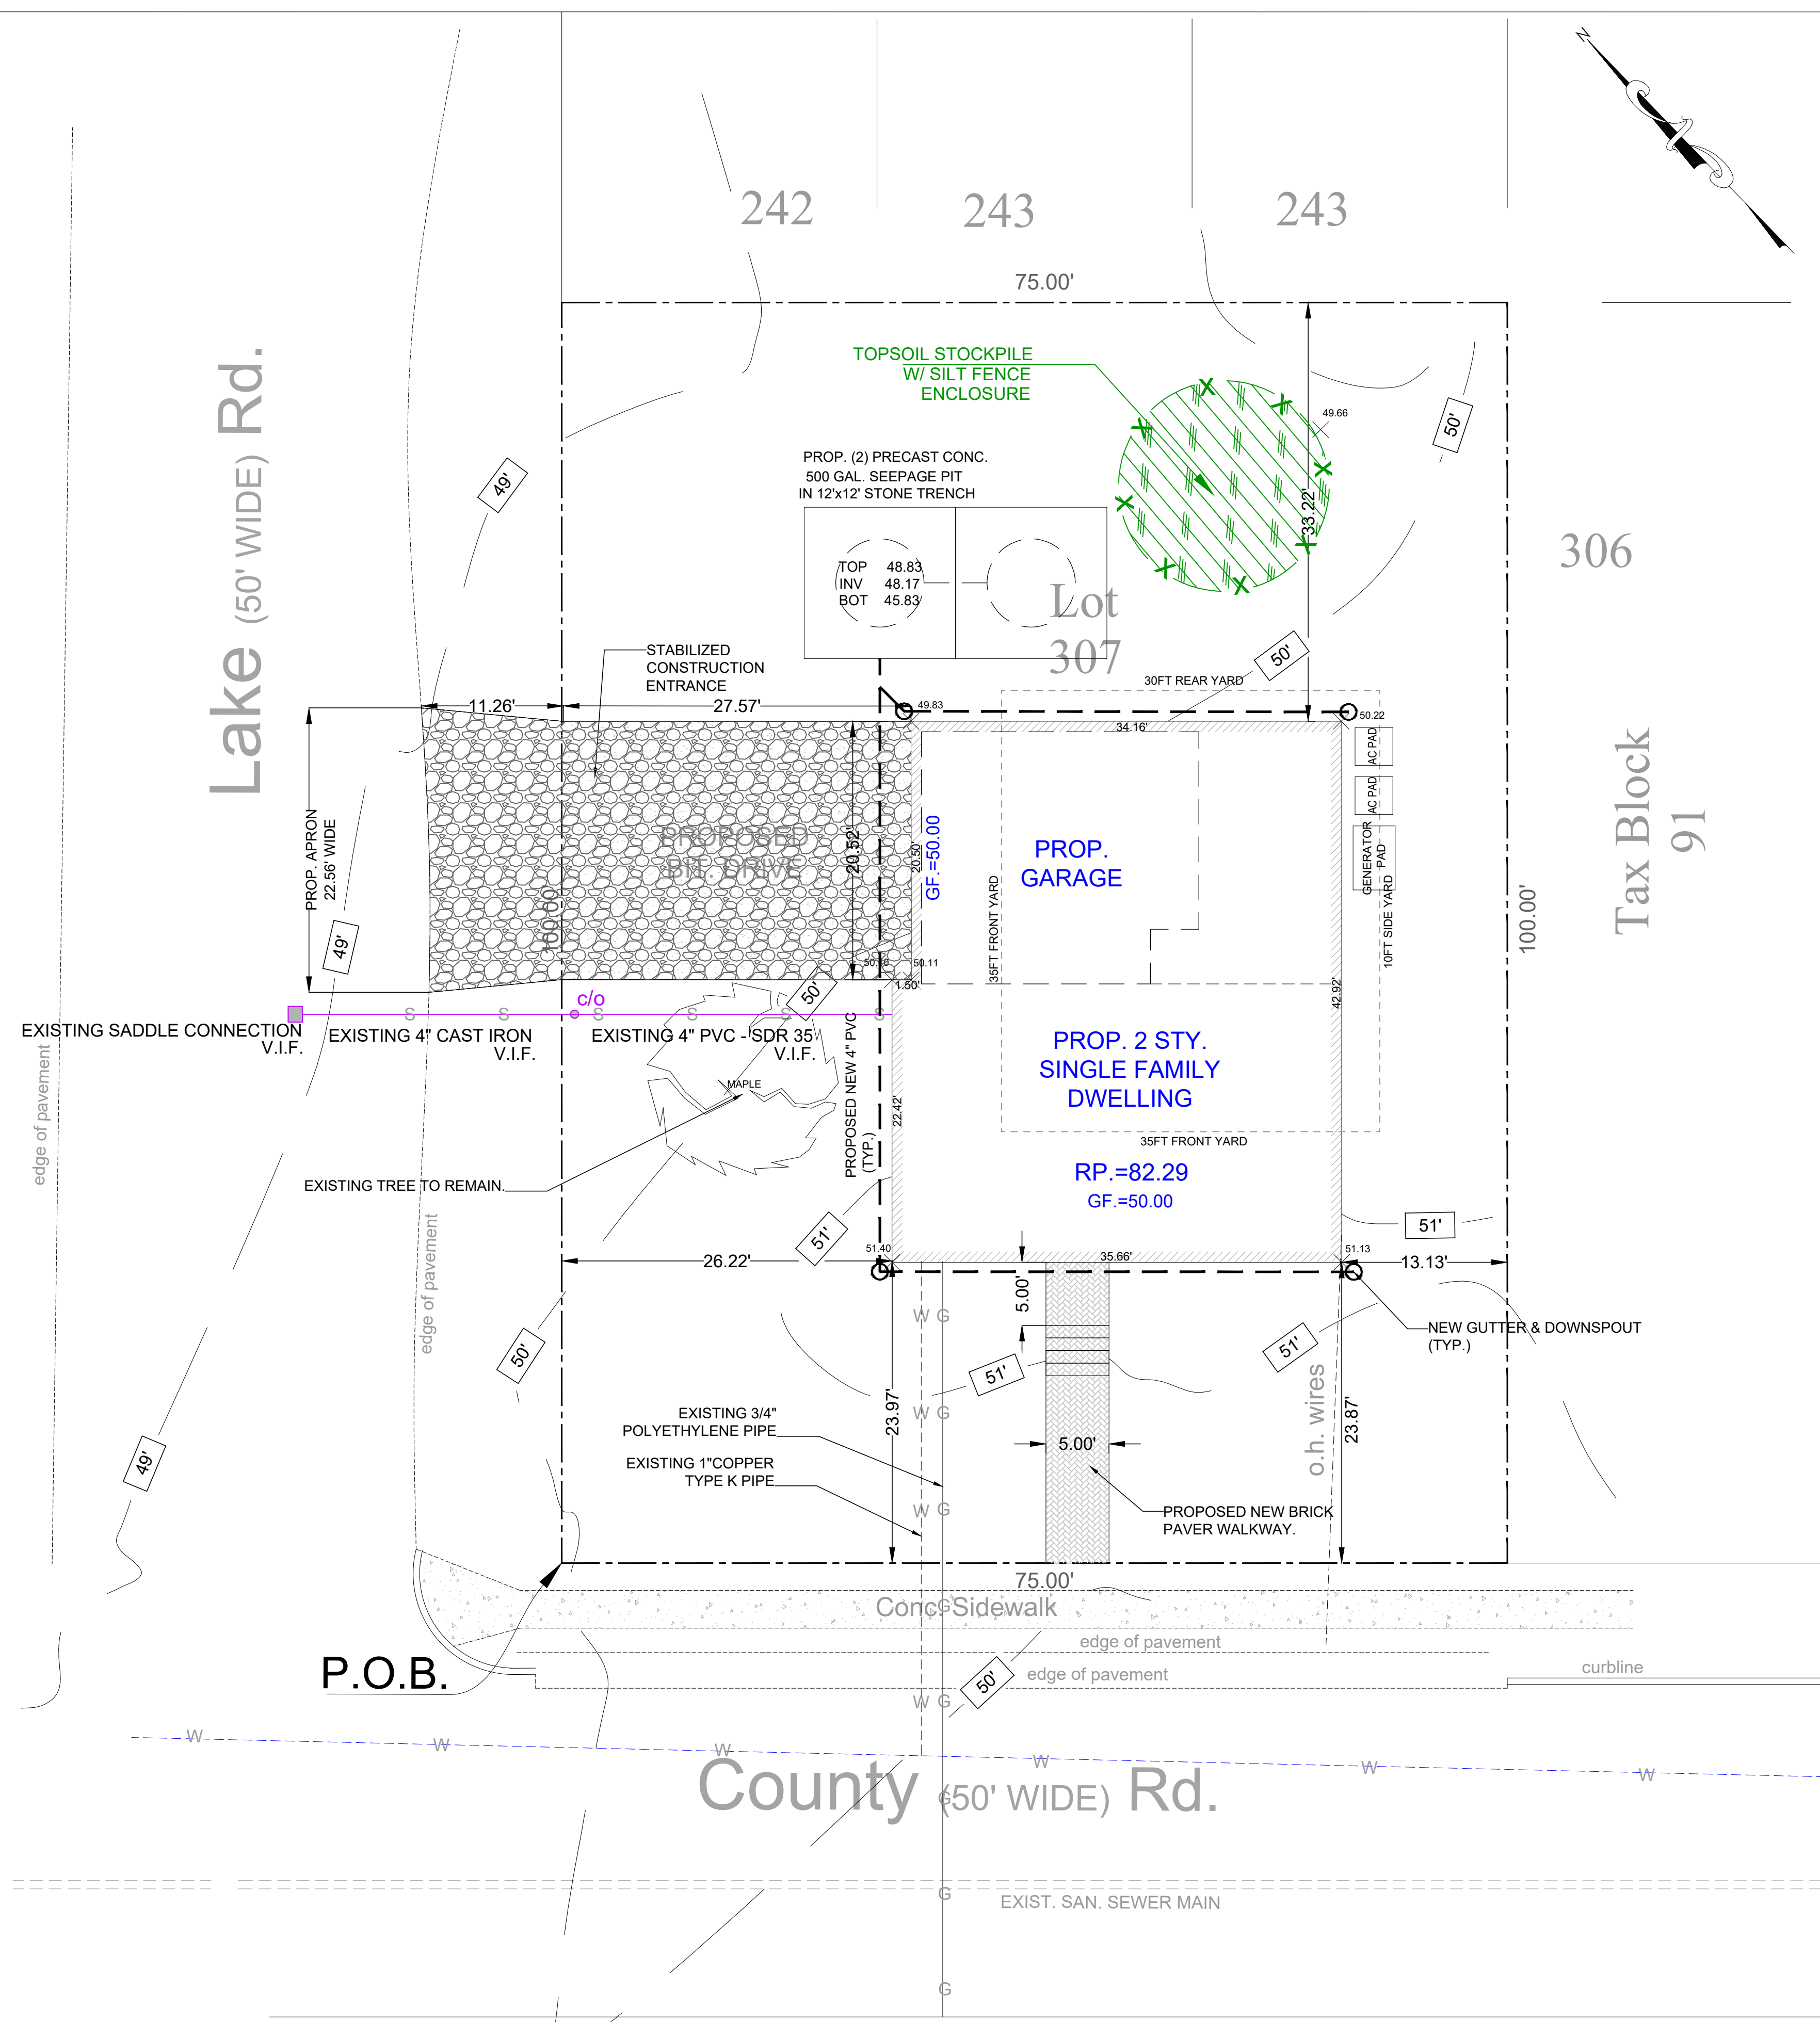 N
242
243
243
75.00'
TOPSOIL STOCKPILE
W/ SILT FENCE
ENCLOSURE
49.66
50'
33.22'
PROP. (2) PRECAST CONC.
500 GAL. SEEPAGE PIT
IN 12'x12' STONE TRENCH
49'
TOP 48.83
INV 48.17
BOT 45.83
Lot
307
306
Tax Block
91
Lake (50' WIDE) Rd.
STABILIZED
CONSTRUCTION
ENTRANCE
50'
30FT REAR YARD
11.26'
27.57'
49.83
34.16'
50.22
AC PAD
AC PAD
GENERATOR
PAD
10FT SIDE YARD
PROP. APRON
22.56' WIDE
PROPOSED
BIT. DRIVE
20.52'
20.50'
GF.=50.00
PROP.
GARAGE
35FT FRONT YARD
100.00'
100.00'
49'
50.10
50.11
1.50'
50'
42.92'
c/o
S S S S S S
EXISTING SADDLE CONNECTION
V.I.F.
EXISTING 4" CAST IRON
V.I.F.
EXISTING 4" PVC - SDR 35
V.I.F.
PROP. 2 STY.
SINGLE FAMILY
DWELLING
MAPLE
PROPOSED NEW 4" PVC
(TYP.)
22.42'
35FT FRONT YARD
edge of pavement
EXISTING TREE TO REMAIN.
RP.=82.29
GF.=50.00
edge of pavement
51'
51'
51.40
35.66'
51.13
26.22'
13.13'
5.00'
W G
NEW GUTTER & DOWNSPOUT
(TYP.)
50'
51'
51'
o.h. wires
23.97'
23.87'
EXISTING 3/4"
POLYETHYLENE PIPE
W G
5.00'
49'
EXISTING 1"COPPER
TYPE K PIPE
W G
PROPOSED NEW BRICK
PAVER WALKWAY.
75.00'
G
Conc. Sidewalk
edge of pavement
edge of pavement
curbline
P.O.B.
50'
W G
W W W W W W
County (50' WIDE) Rd.
G
G
EXIST. SAN. SEWER MAIN
G